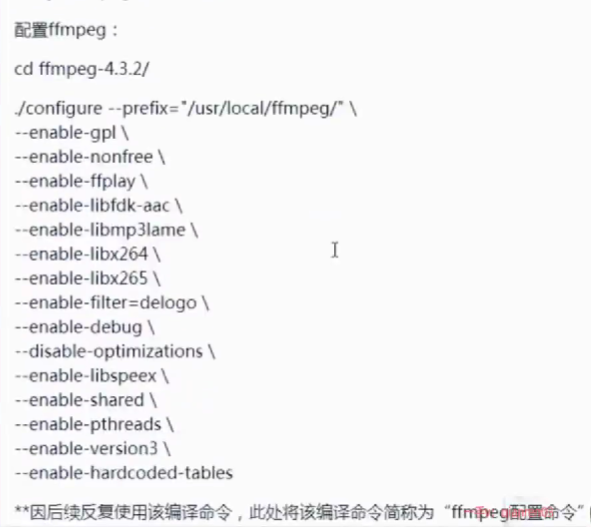 配置ffmpeg：
cd ffmpeg-4.3.2/
./configure --prefix="/usr/local/ffmpeg/" \
--enable-gpl \
--enable-nonfree \
--enable-ffplay \
--enable-libfdk-aac \
--enable-libmp3lame \
--enable-libx264 \
--enable-libx265 \
--enable-filter=delogo \
--enable-debug \
--disable-optimizations \
--enable-libspeex \
--enable-shared \
--enable-pthreads \
--enable-version3 \
--enable-hardcoded-tables
**因后续反复使用该编译命令，此处将该编译命令简称为“ffmpeg配置命令”